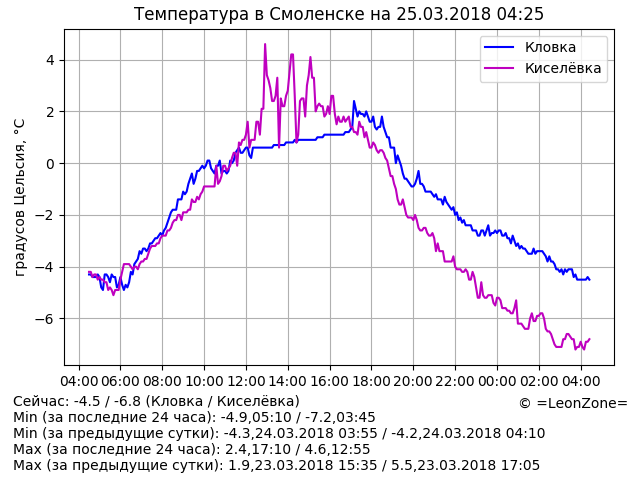 Температура в Смоленске на 25.03.2018 04:25
Кловка
Киселёвка
градусов Цельсия, °C
4
2
0
−2
−4
−6
04:00 06:00 08:00 10:00 12:00 14:00 16:00 18:00 20:00 22:00 00:00 02:00 04:00
Сейчас: -4.5 / -6.8 (Кловка / Киселёвка)
© =LeonZone=
Min (за последние 24 часа): -4.9,05:10 / -7.2,03:45
Min (за предыдущие сутки): -4.3,24.03.2018 03:55 / -4.2,24.03.2018 04:10
Max (за последние 24 часа): 2.4,17:10 / 4.6,12:55
Max (за предыдущие сутки): 1.9,23.03.2018 15:35 / 5.5,23.03.2018 17:05